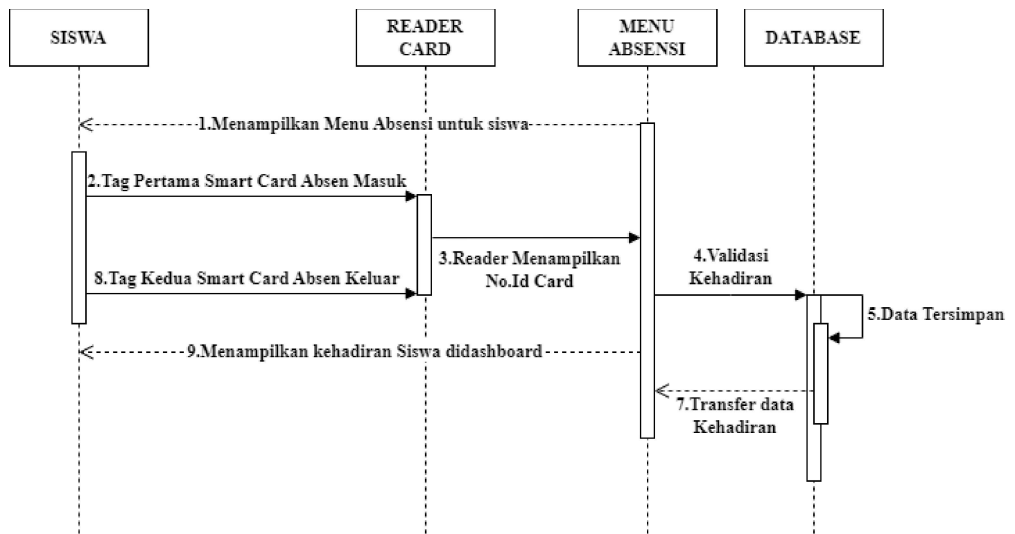 SISWA
READER
CARD
MENU
ABSENSI
DATABASE
1.Menampilkan Menu Absensi untuk siswa
2.Tag Pertama Smart Card Absen Masuk
3.Reader Menampilkan
No.Id Card
4.Validasi
Kehadiran
8.Tag Kedua Smart Card Absen Keluar
5.Data Tersimpan
9.Menampilkan kehadiran Siswa didashboard
7.Transfer data
Kehadiran